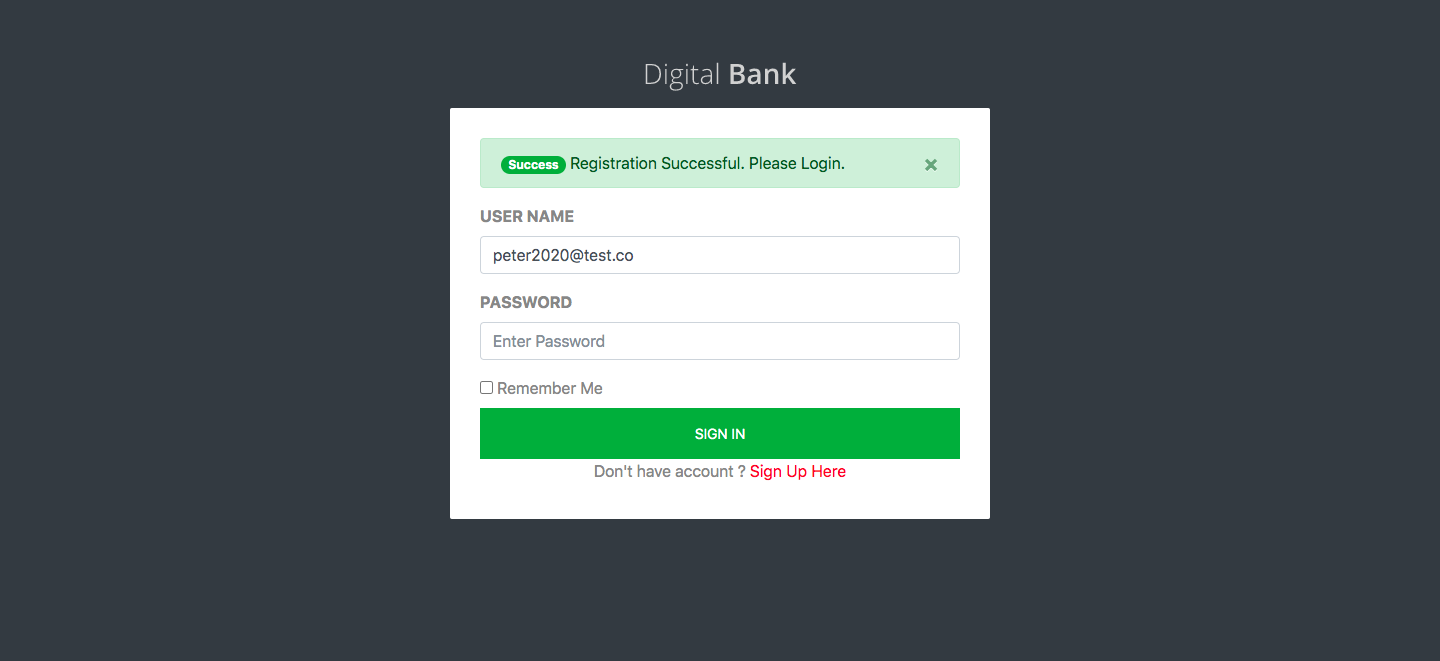 Digital Bank
Success Registration Successful. Please Login. ×
USER NAME
peter2020@test.co
PASSWORD
Enter Password
Remember Me
SIGN IN
Don't have account ? Sign Up Here